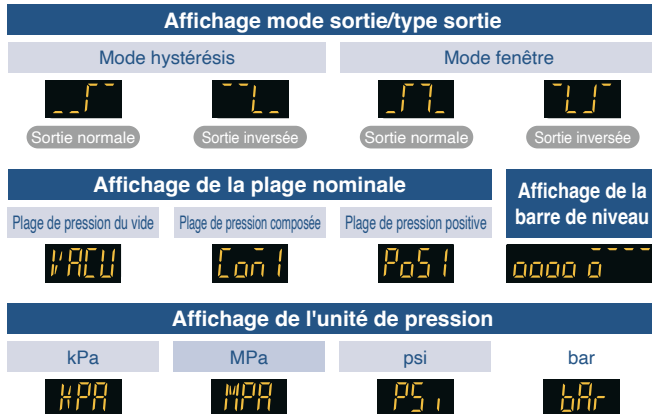 Affichage mode sortie/type sortie
Mode hystérésis
Mode fenêtre
Sortie normale
Sortie inversée
Sortie normale
Sortie inversée
Affichage de la plage nominale
Affichage de la
barre de niveau
Plage de pression du vide
Plage de pression composée
Plage de pression positive
VACU
Com1
PoS1
Affichage de l'unité de pression
kPa
MPa
psi
bar
KPA
MPA
PSi
bAr